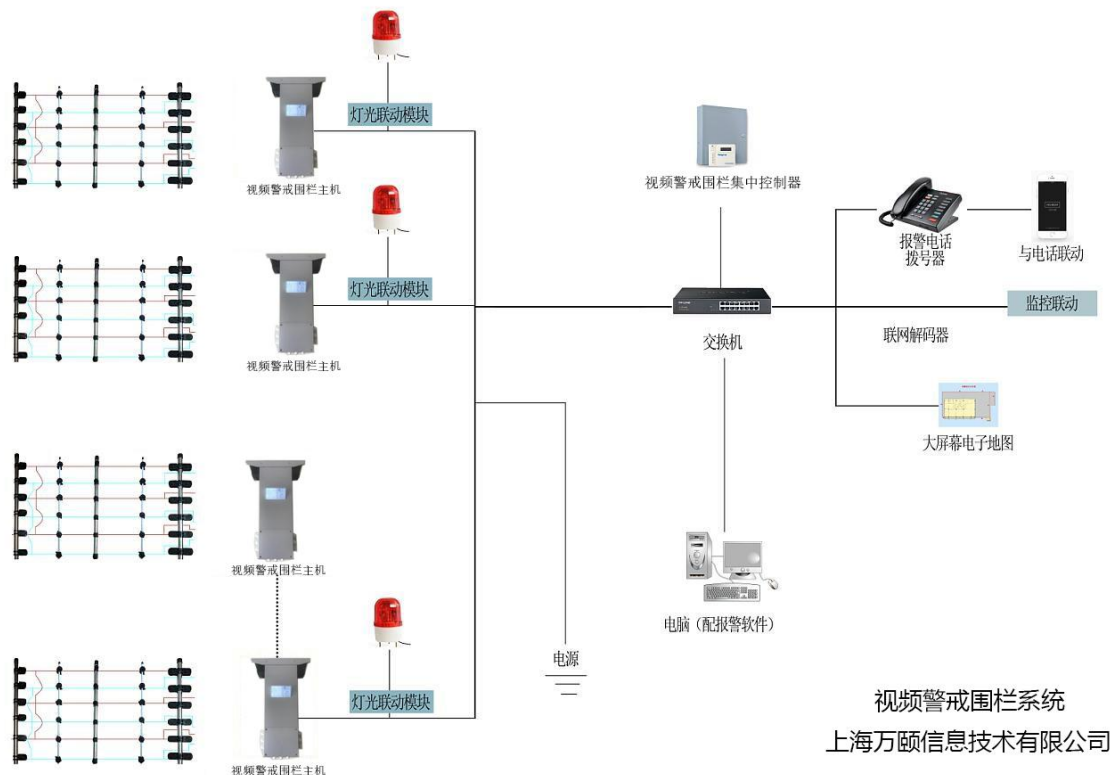 灯光联动模块
视频警戒围栏主机
视频警戒围栏集中控制器
报警电话
拨号器
与电话联动
灯光联动模块
视频警戒围栏主机
交换机
监控联动
联网解码器
大屏幕电子地图
视频警戒围栏主机
电脑（配报警软件）
电源
灯光联动模块
视频警戒围栏主机
视频警戒围栏系统
上海万颐信息技术有限公司